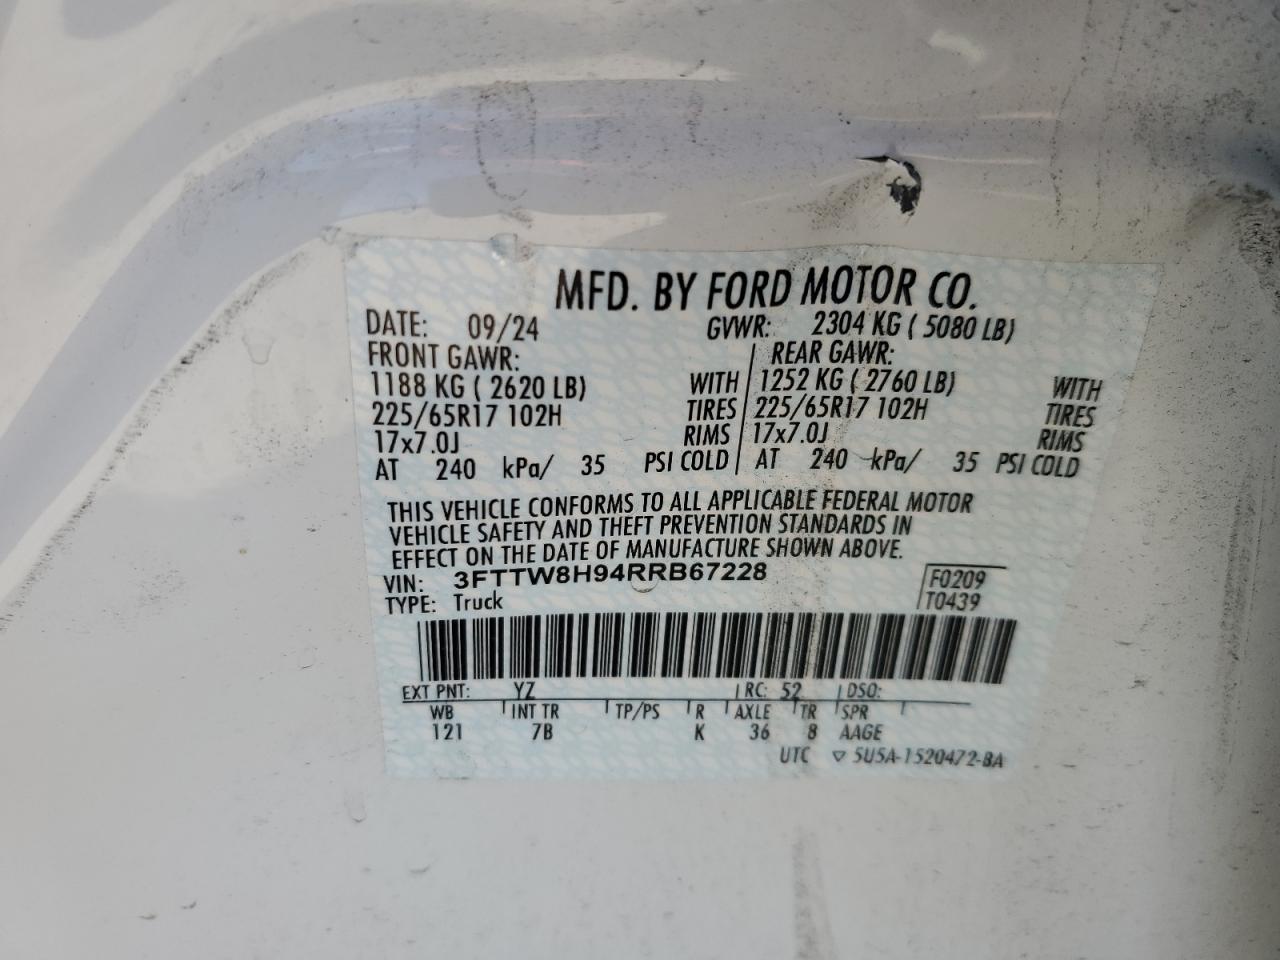 MFD. BY FORD MOTOR CO.
DATE: 09/24 GVWR: 2304 KG ( 5080 LB)
FRONT GAWR: REAR GAWR:
1188 KG ( 2620 LB) WITH 1252 KG ( 2760 LB) WITH
225/65R17 102H TIRES 225/65R17 102H TIRES
17x7.0J RIMS 17x7.0J RIMS
AT 240 kPa/ 35 PSI COLD AT 240 kPa/ 35 PSI COLD
THIS VEHICLE CONFORMS TO ALL APPLICABLE FEDERAL MOTOR
VEHICLE SAFETY AND THEFT PREVENTION STANDARDS IN
EFFECT ON THE DATE OF MANUFACTURE SHOWN ABOVE.
VIN: 3FTTW8H94RRB67228 F0209
TYPE: Truck T0439
EXT PNT: YZ RC: 52 DSO:
WB INT TR TP/PS R AXLE TR SPR
121 7B K 36 8 AAGE
UTC ▽ 5U5A-1520472-BA